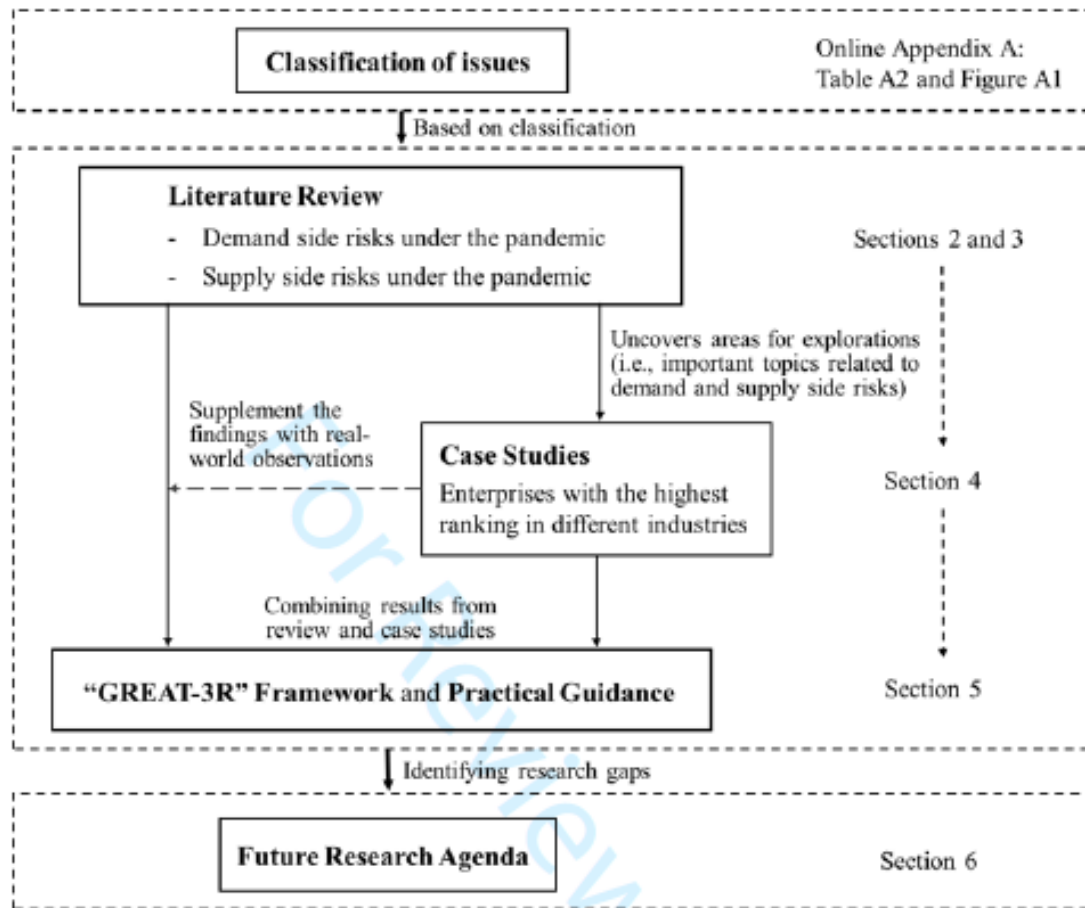 Classification of issues
Online Appendix A:
Table A2 and Figure A1
Based on classification
Literature Review
- Demand side risks under the pandemic
- Supply side risks under the pandemic
Sections 2 and 3
Uncovers areas for explorations
(i.e., important topics related to
demand and supply side risks)
Supplement the
findings with real-
world observations
Case Studies
Enterprises with the highest
ranking in different industries
Section 4
Combining results from
review and case studies
“GREAT-3R” Framework and Practical Guidance
Section 5
Identifying research gaps
Future Research Agenda
Section 6
For Review